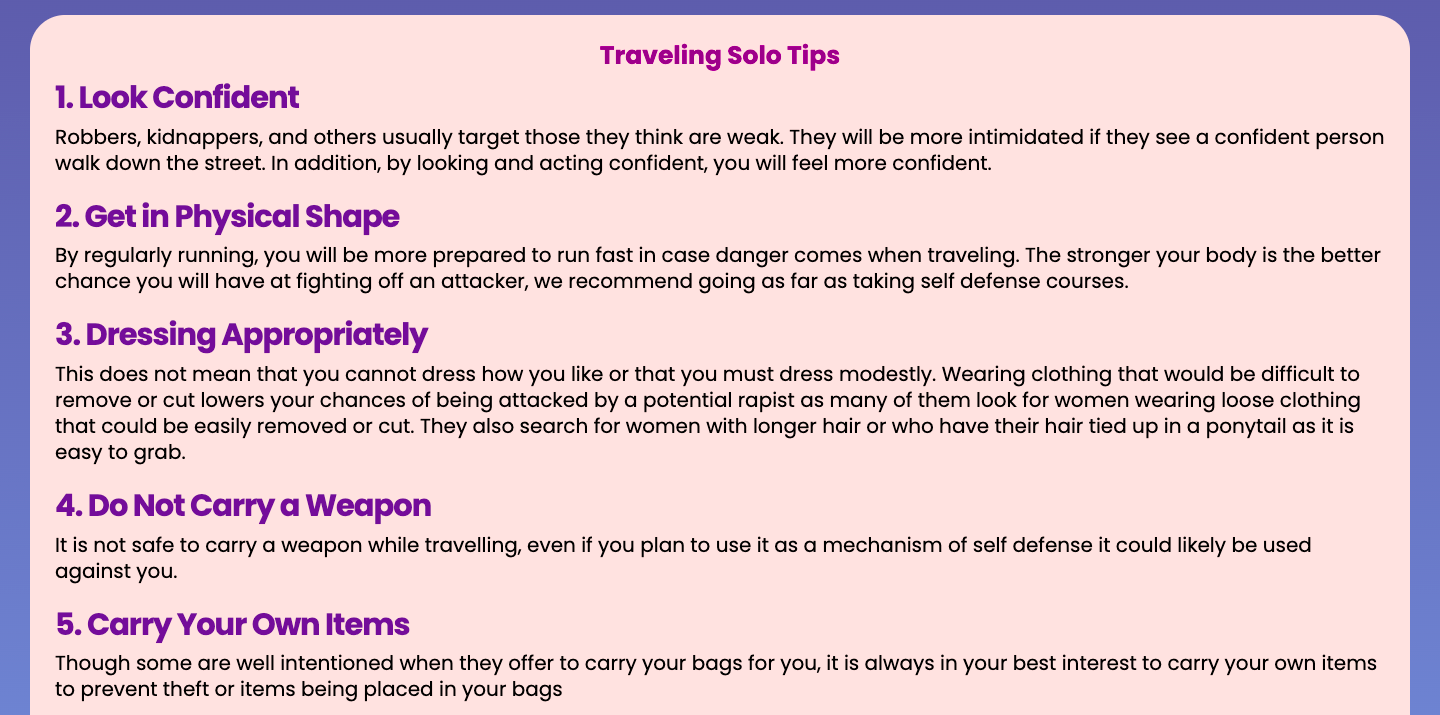 Traveling Solo Tips
1. Look Confident
Robbers, kidnappers, and others usually target those they think are weak. They will be more intimidated if they see a confident person
walk down the street. In addition, by looking and acting confident, you will feel more confident.
2. Get in Physical Shape
By regularly running, you will be more prepared to run fast in case danger comes when traveling. The stronger your body is the better
chance you will have at fighting off an attacker, we recommend going as far as taking self defense courses.
3. Dressing Appropriately
This does not mean that you cannot dress how you like or that you must dress modestly. Wearing clothing that would be difficult to
remove or cut lowers your chances of being attacked by a potential rapist as many of them look for women wearing loose clothing
that could be easily removed or cut. They also search for women with longer hair or who have their hair tied up in a ponytail as it is
easy to grab.
4. Do Not Carry a Weapon
It is not safe to carry a weapon while travelling, even if you plan to use it as a mechanism of self defense it could likely be used
against you.
5. Carry Your Own Items
Though some are well intentioned when they offer to carry your bags for you, it is always in your best interest to carry your own items
to prevent theft or items being placed in your bags